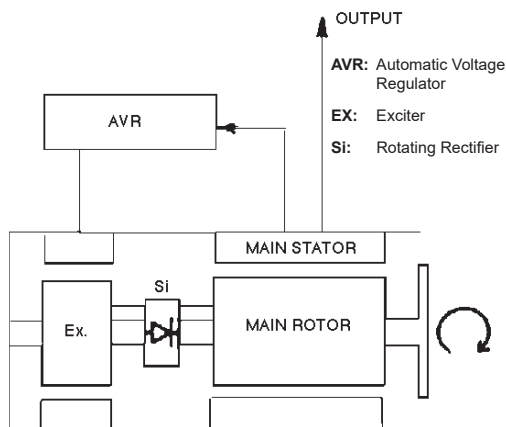 OUTPUT
AVR: Automatic Voltage
Regulator
EX: Exciter
Si: Rotating Rectifier
AVR
MAIN STATOR
Si
Ex.
MAIN ROTOR